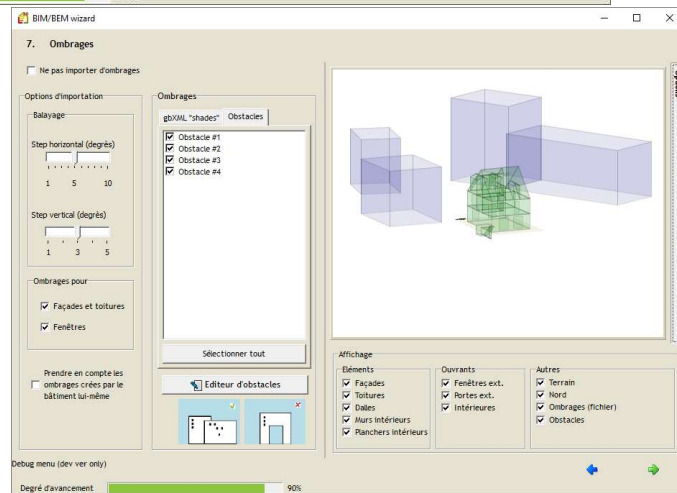 BIM/BEM wizard
7. Ombrages
Ne pas importer d'ombrages
Options d'importation
Balayage
Step horizontal (degrés)
1 5 10
Step vertical (degrés)
1 3 5
Ombrages pour
Façades et toitures
Fenêtres
Prendre en compte les
ombrages crées par le
bâtiment lui-même
Ombrages
gbXML "shades" Obstacles
Obstacle #1
Obstacle #2
Obstacle #3
Obstacle #4
Sélectionner tout
Editeur d'obstacles
Affichage
Eléments
Façades
Toitures
Dalles
Murs intérieurs
Planchers intérieurs
Ouvrants
Fenêtres ext.
Portes ext.
Intérieures
Autres
Terrain
Nord
Ombrages (fichier)
Obstacles
Debug menu (dev ver only)
Degré d'avancement 90%